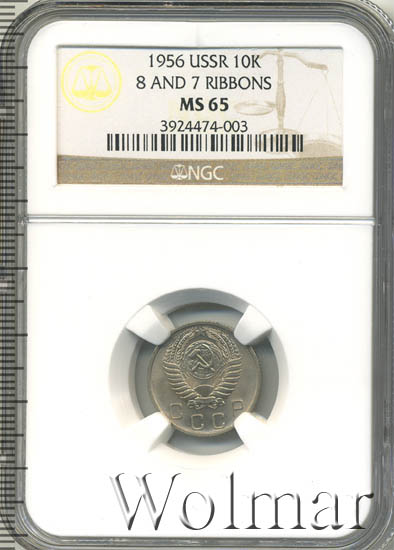 1956 USSR 10K
8 AND 7 RIBBONS
MS 65
3924474-003
NGC
СССР
Wolmar